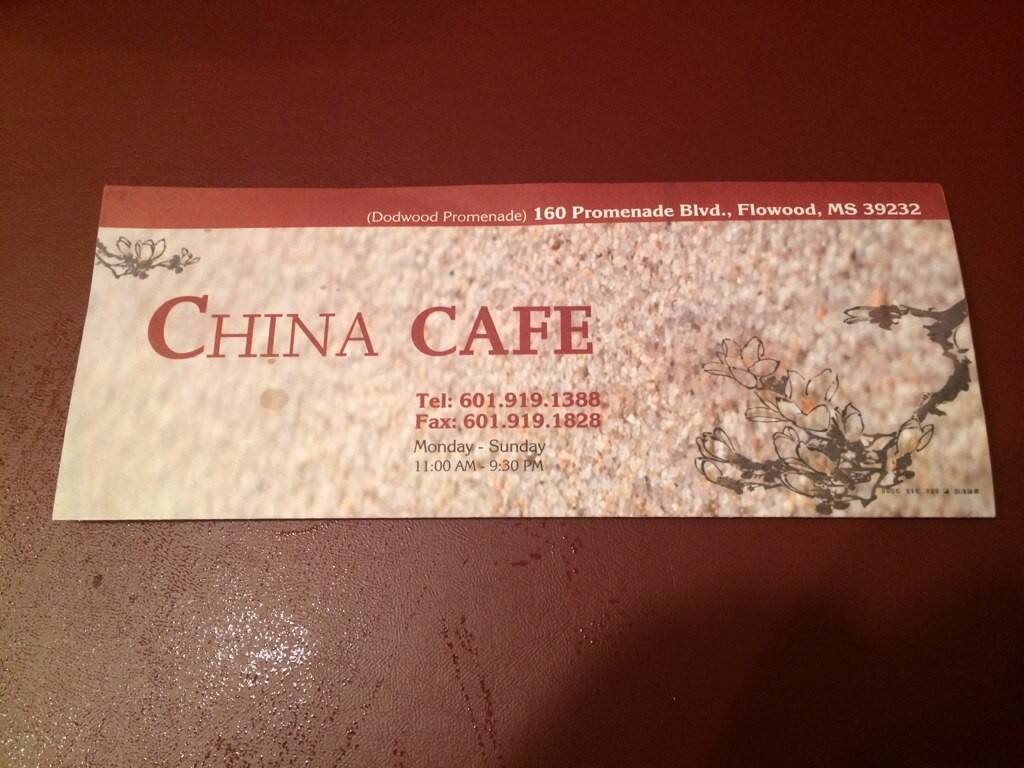 (Dodwood Promenade) 160 Promenade Blvd., Flowood, MS 39232
CHINA CAFE
Tel: 601.919.1388
Fax: 601.919.1828
Monday - Sunday
11:00 AM - 9:30 PM